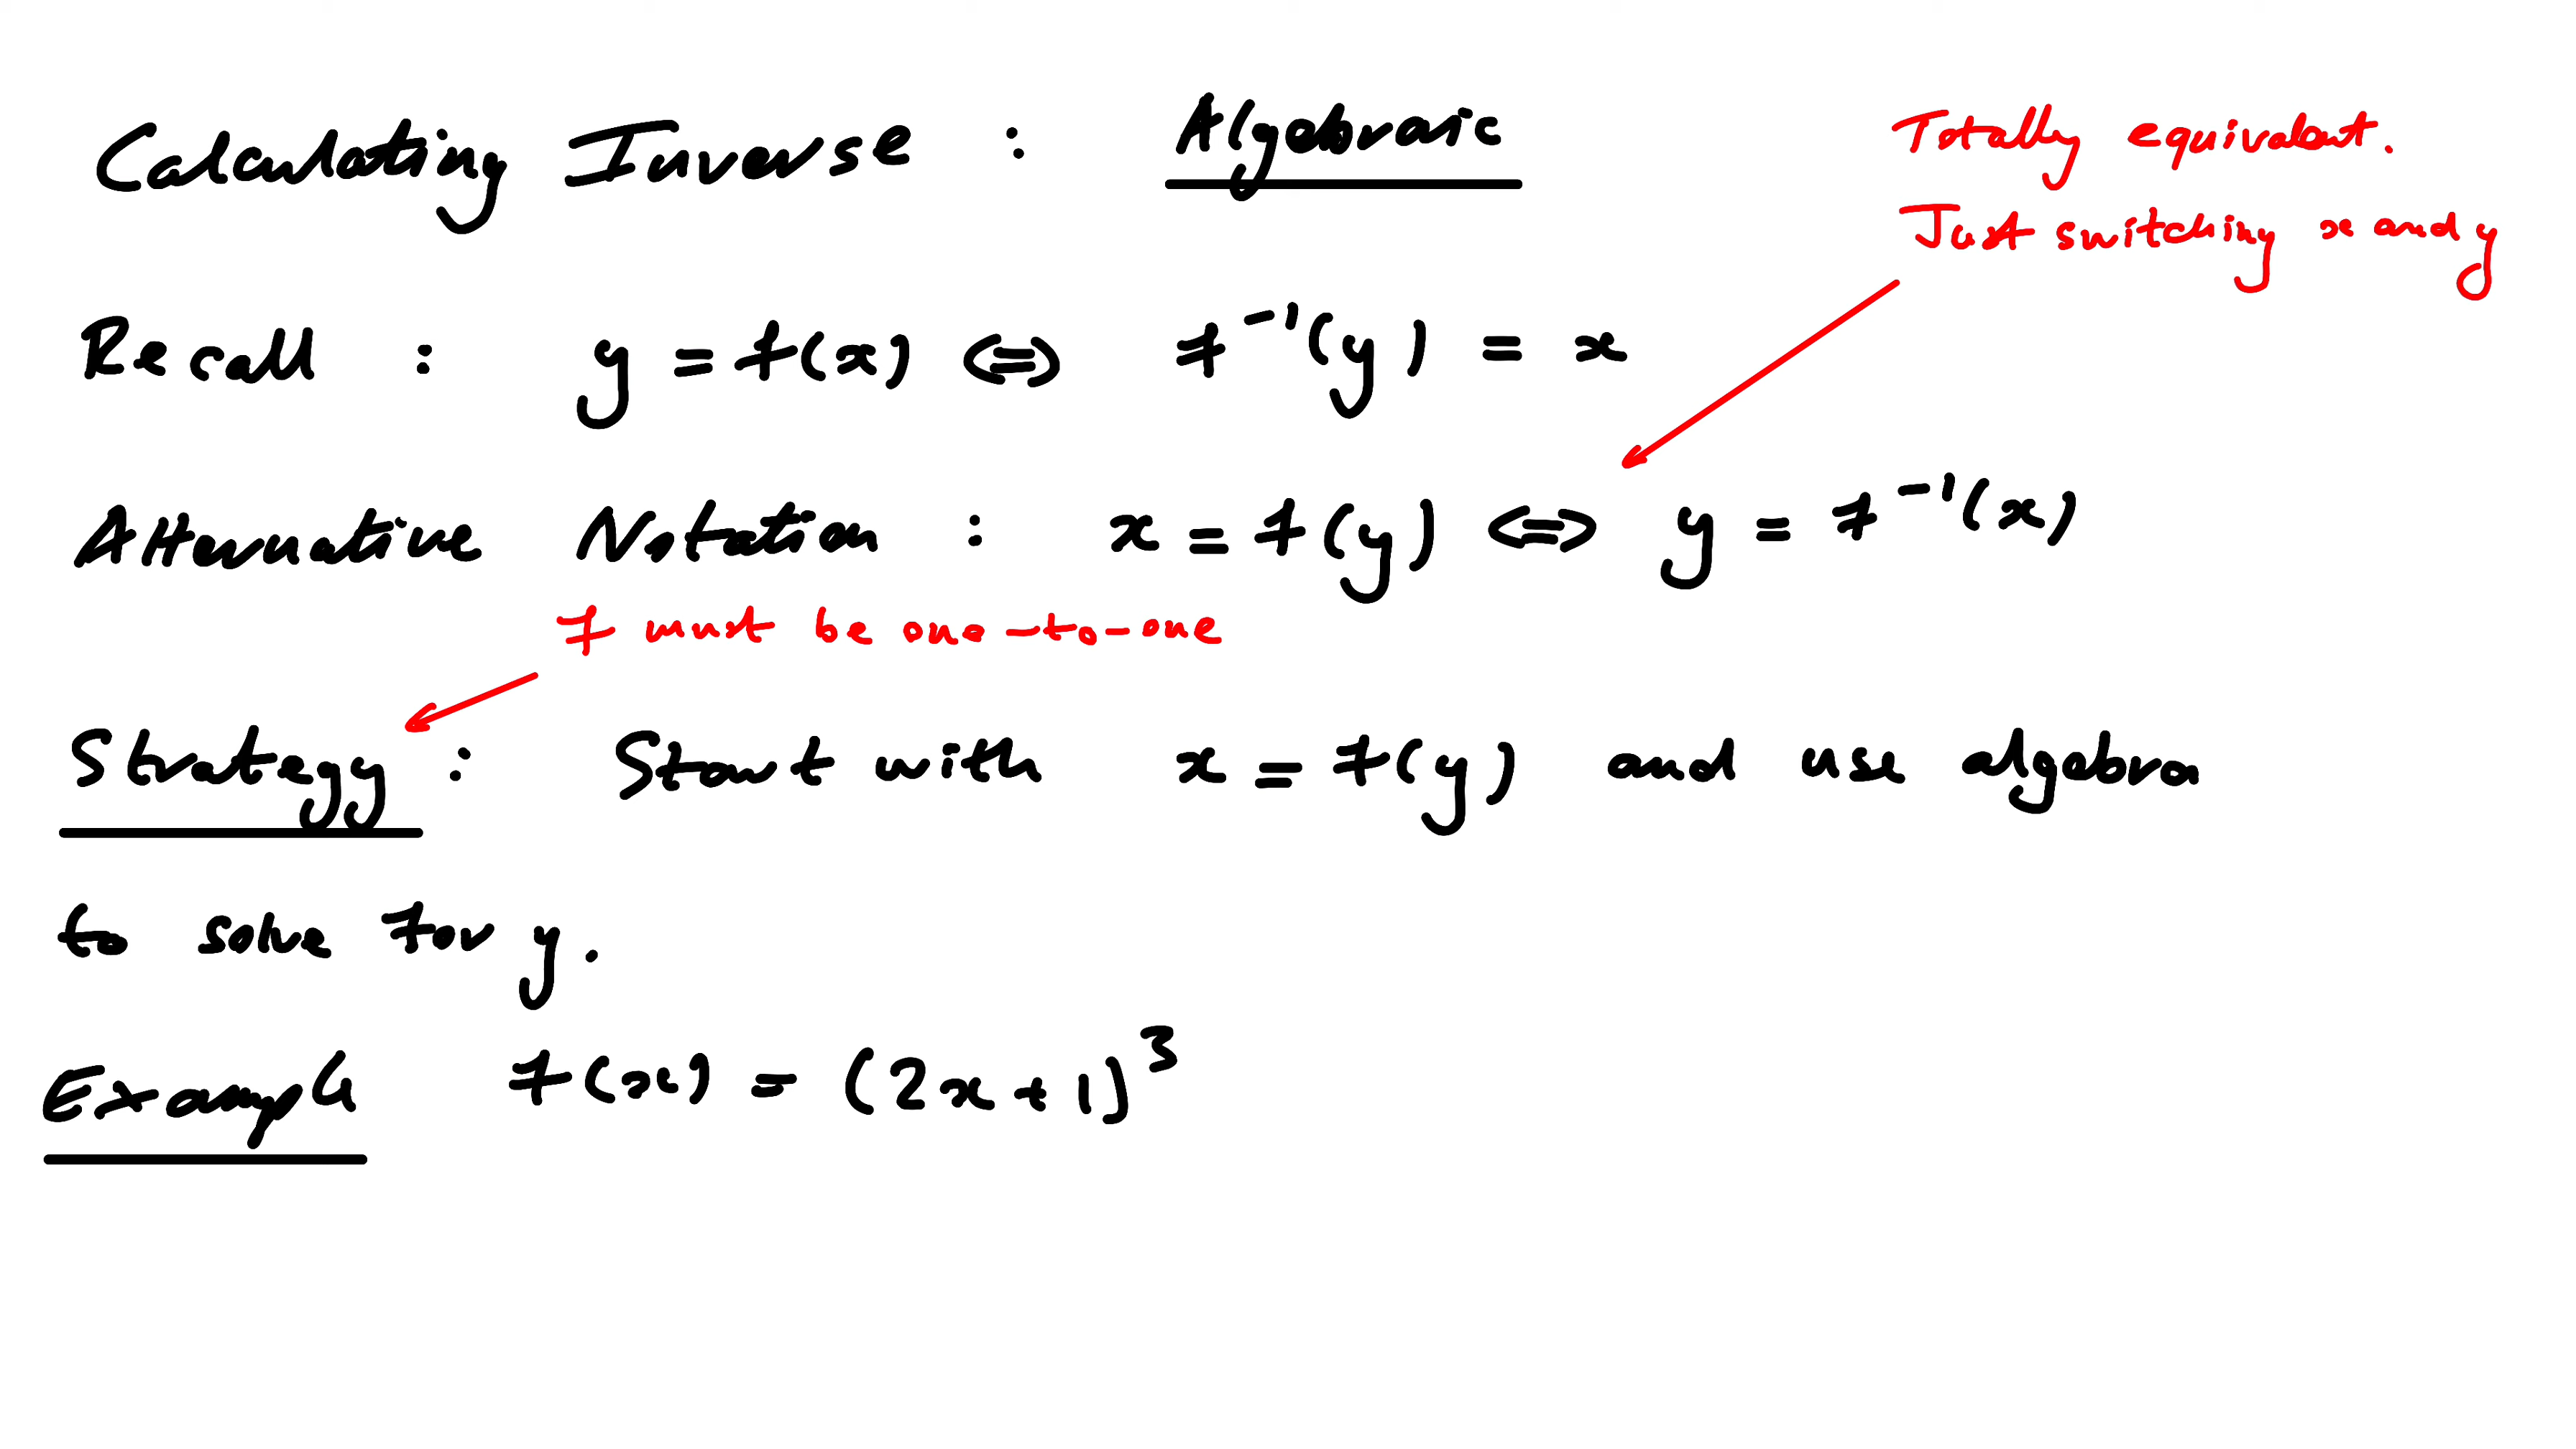 Calculating Inverse : Algebraic
Totally equivalent.
Just switching x and y
Recall : y = f(x) <=> f⁻¹(y) = x
Alternative Notation : x = f(y) <=> y = f⁻¹(x)
f must be one-to-one
Strategy : Start with x = f(y) and use algebra
to solve for y.
Example f(x) = (2x + 1)³